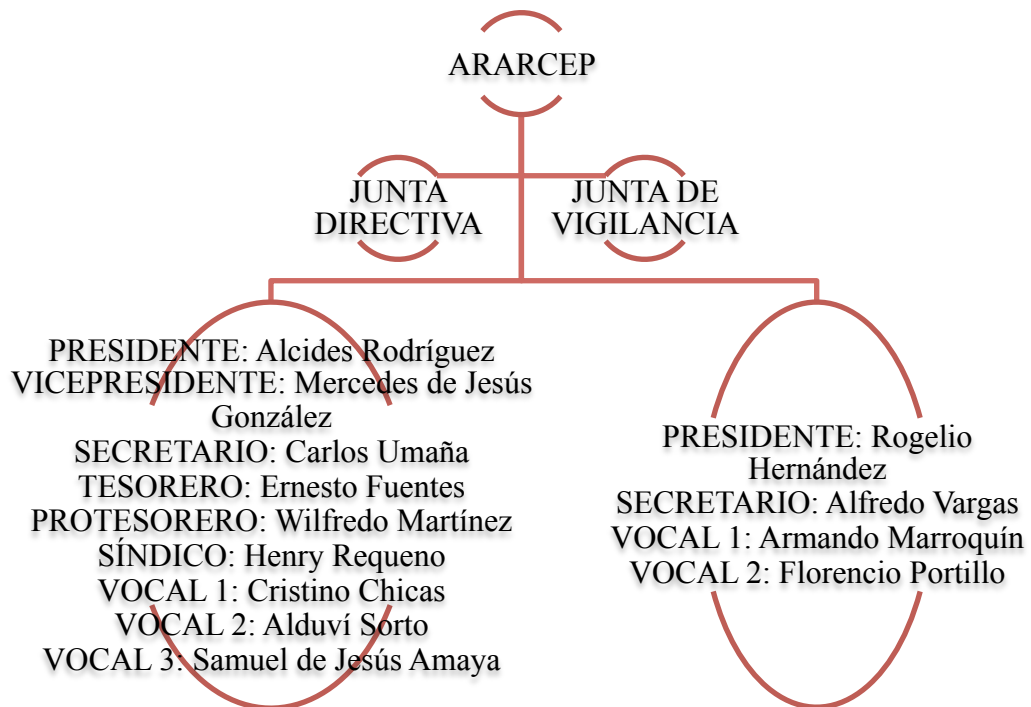 ARARCEP
JUNTA
DIRECTIVA
JUNTA DE
VIGILANCIA
PRESIDENTE: Alcides Rodríguez
VICEPRESIDENTE: Mercedes de Jesús
González
SECRETARIO: Carlos Umaña
TESORERO: Ernesto Fuentes
PROTESORERO: Wilfredo Martínez
SÍNDICO: Henry Requeno
VOCAL 1: Cristino Chicas
VOCAL 2: Alduví Sorto
VOCAL 3: Samuel de Jesús Amaya
PRESIDENTE: Rogelio
Hernández
SECRETARIO: Alfredo Vargas
VOCAL 1: Armando Marroquín
VOCAL 2: Florencio Portillo